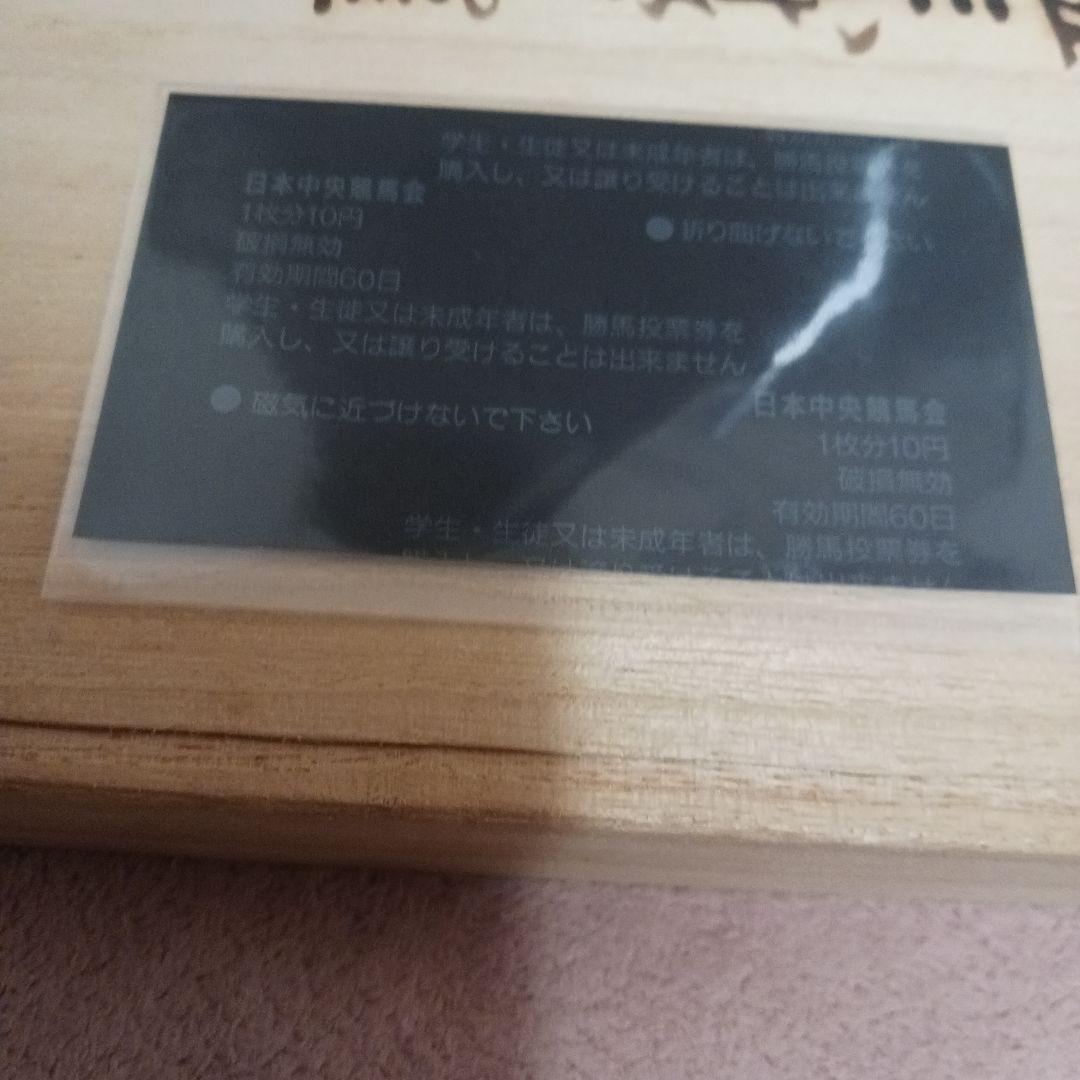 学生・生徒又は未成年者は、勝馬投票券を
購入し、又は譲り受けることは出来ません
日本中央競馬会
1枚分10円
破損無効
有効期間60日
● 折り曲げないで下さい
学生・生徒又は未成年者は、勝馬投票券を
購入し、又は譲り受けることは出来ません
● 磁気に近づけないで下さい
日本中央競馬会
1枚分10円
破損無効
有効期間60日
学生・生徒又は未成年者は、勝馬投票券を